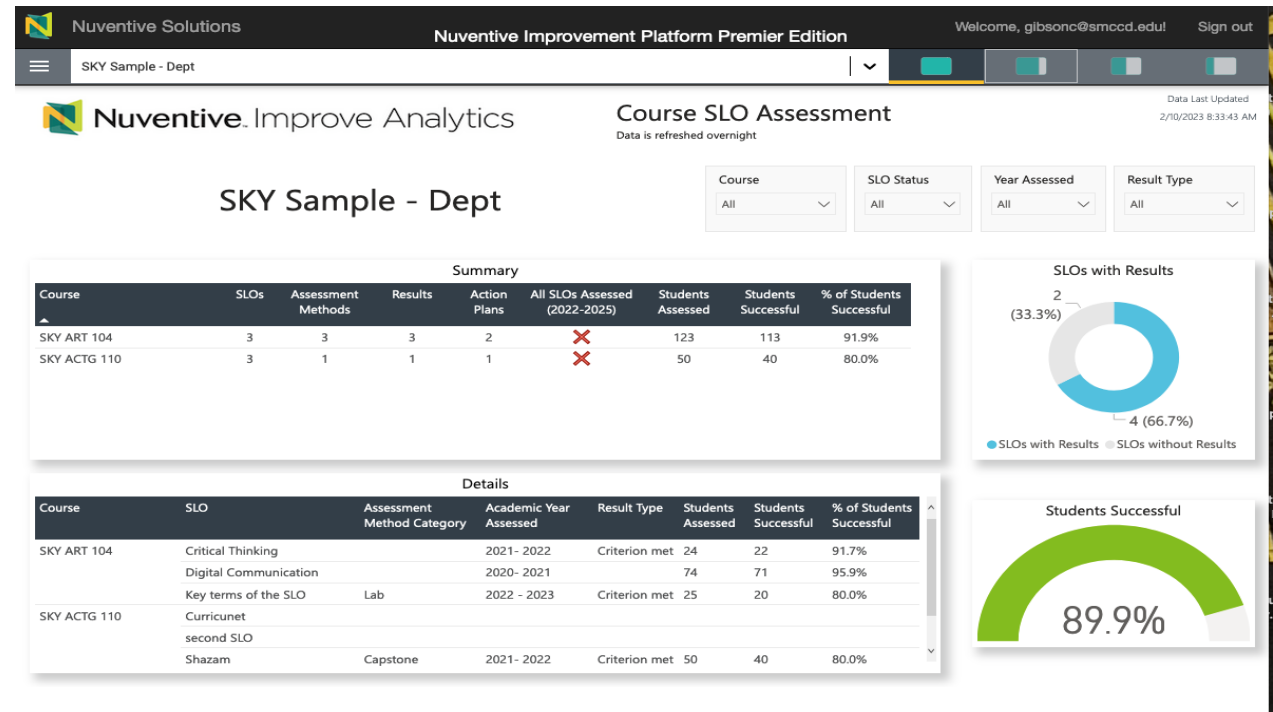 Nuventive Solutions
Nuventive Improvement Platform Premier Edition
Welcome, gibsonc@smccd.edu!
Sign out
SKY Sample - Dept
Nuventive. Improve Analytics
Course SLO Assessment
Data is refreshed overnight
Data Last Updated
2/10/2023 8:33:43 AM
SKY Sample - Dept
Course
All
SLO Status
All
Year Assessed
All
Result Type
All
Summary
Course SLOs Assessment Methods Results Action Plans All SLOs Assessed (2022-2025) Students Assessed Students Successful % of Students Successful
SKY ART 104 3 3 3 2 123 113 91.9%
SKY ACTG 110 3 1 1 1 50 40 80.0%
SLOs with Results
2
(33.3%)
4 (66.7%)
SLOs with Results SLOs without Results
Details
Course SLO Assessment Method Category Academic Year Assessed Result Type Students Assessed Students Successful % of Students Successful
SKY ART 104 Critical Thinking 2021- 2022 Criterion met 24 22 91.7%
Digital Communication 2020- 2021 74 71 95.9%
Key terms of the SLO Lab 2022 - 2023 Criterion met 25 20 80.0%
SKY ACTG 110 Curricunet
second SLO
Shazam Capstone 2021- 2022 Criterion met 50 40 80.0%
Students Successful
89.9%